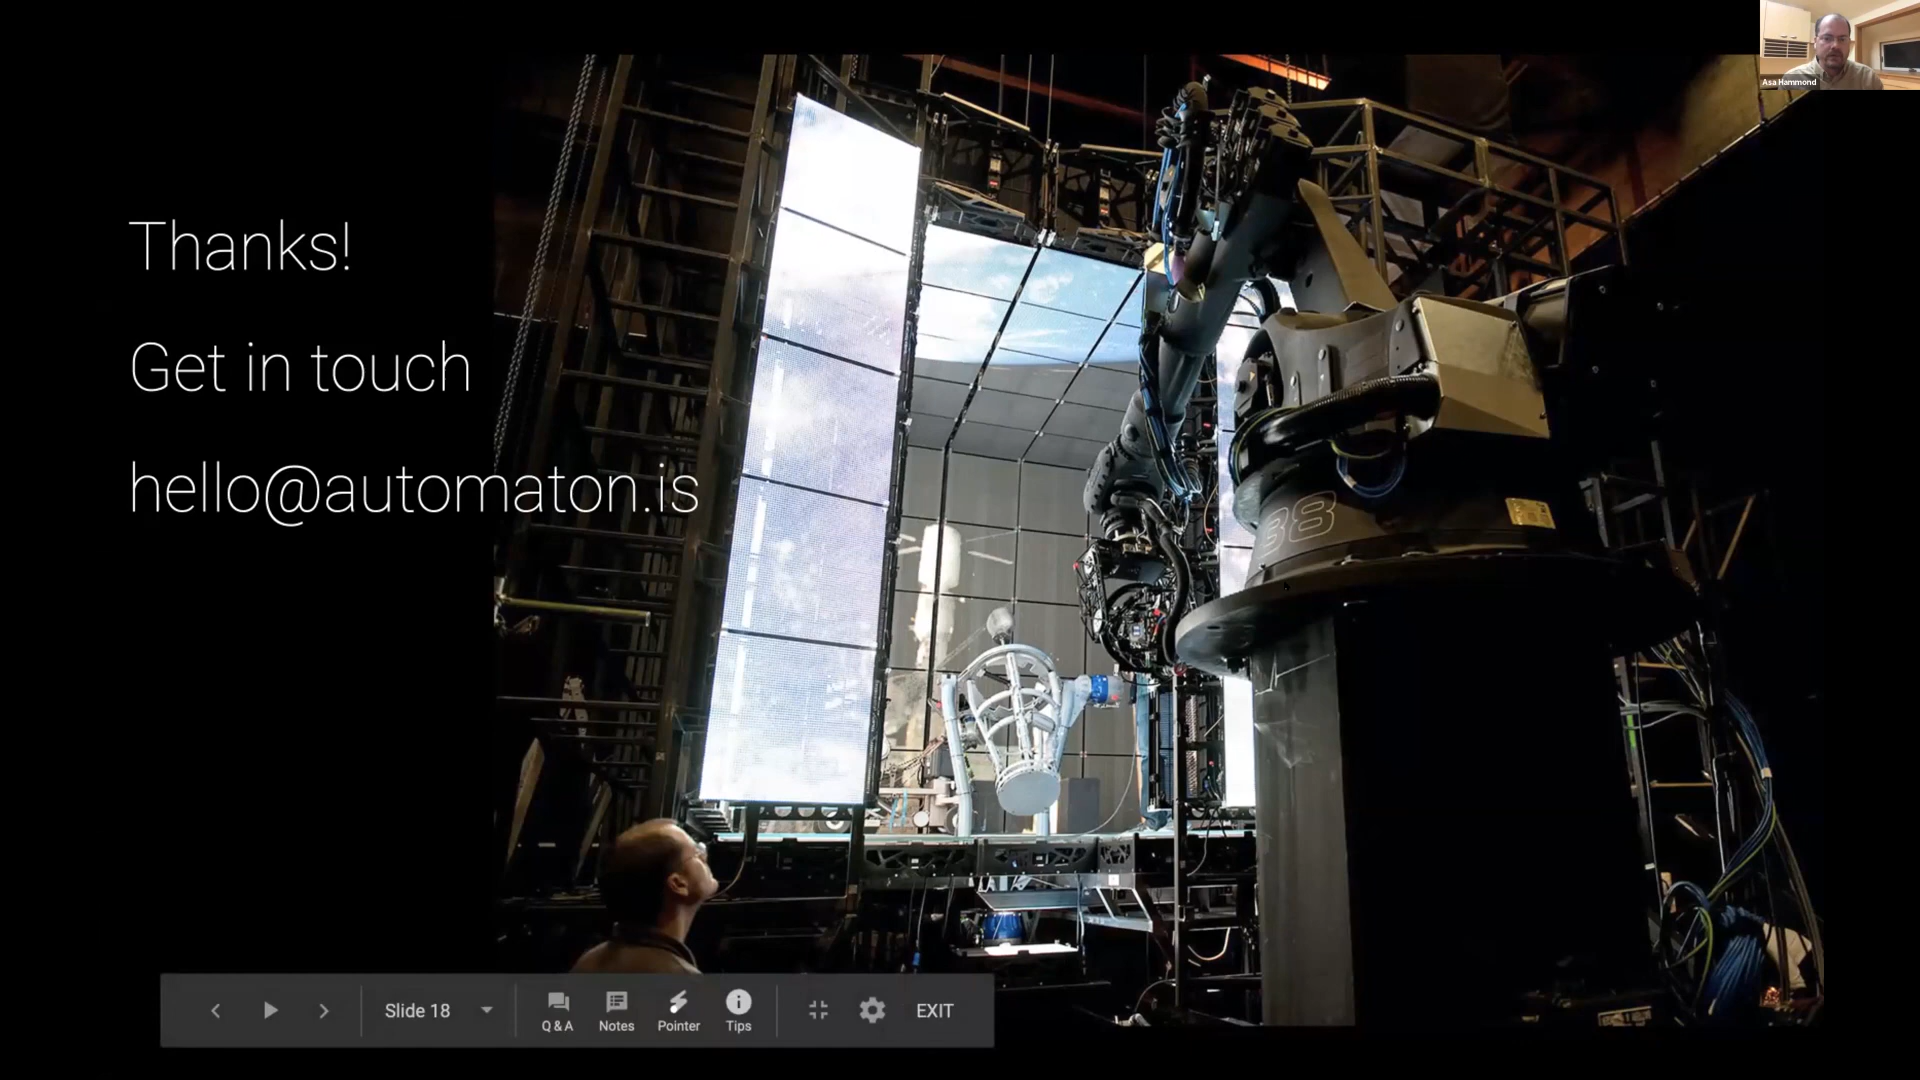 Asa Hammond
Thanks!
Get in touch
hello@automaton.is
38
Slide 18
Q & A
Notes
Pointer
Tips
EXIT